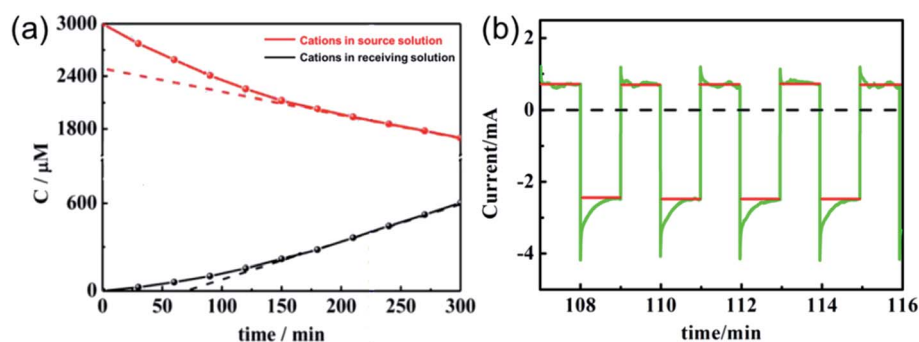 (a)
3000
2400
1800
600
0
C / µM
Cations in source solution
Cations in receiving solution
0 50 100 150 200 250 300
time / min
(b)
2
0
-2
-4
Current/mA
108 110 112 114 116
time/min